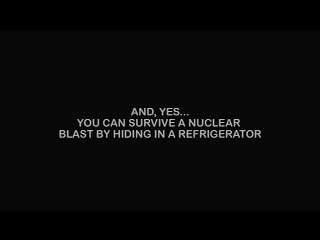 AND, YES...
YOU CAN SURVIVE A NUCLEAR
BLAST BY HIDING IN A REFRIGERATOR